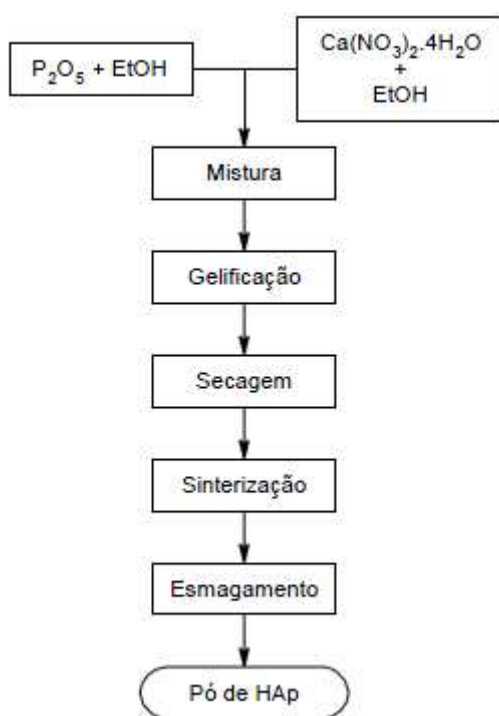 P₂O₅ + EtOH
Ca(NO₃)₂.4H₂O
+
EtOH
Mistura
Gelificação
Secagem
Sinterização
Esmagamento
Pó de HAp